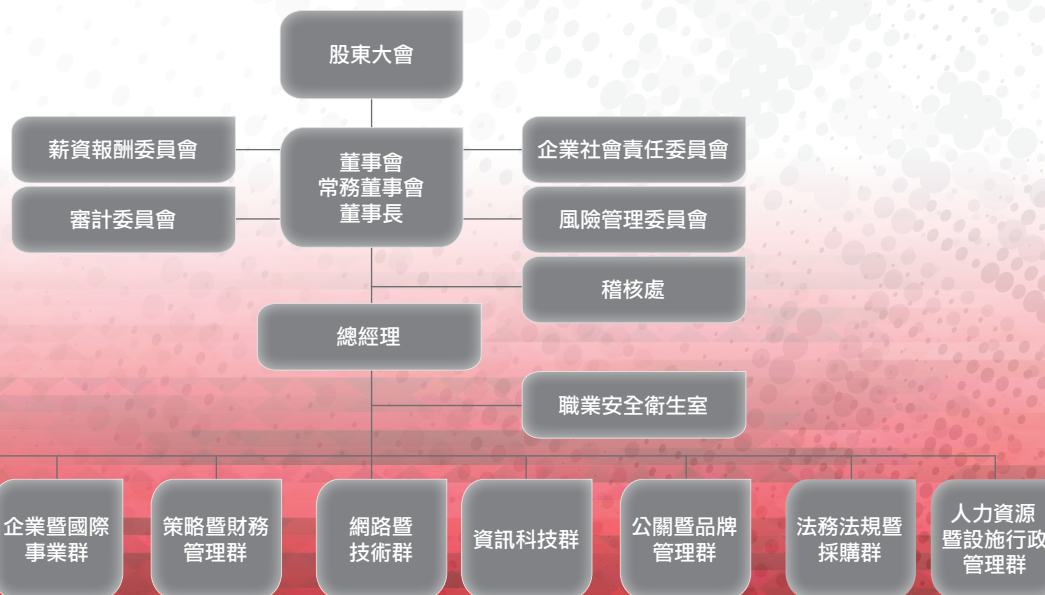 股東大會
薪資報酬委員會
董事會
常務董事會
董事長
企業社會責任委員會
審計委員會
風險管理委員會
稽核處
總經理
職業安全衛生室
企業暨國際
事業群
策略暨財務
管理群
網路暨
技術群
資訊科技群
公關暨品牌
管理群
法務法規暨
採購群
人力資源
暨設施行政
管理群